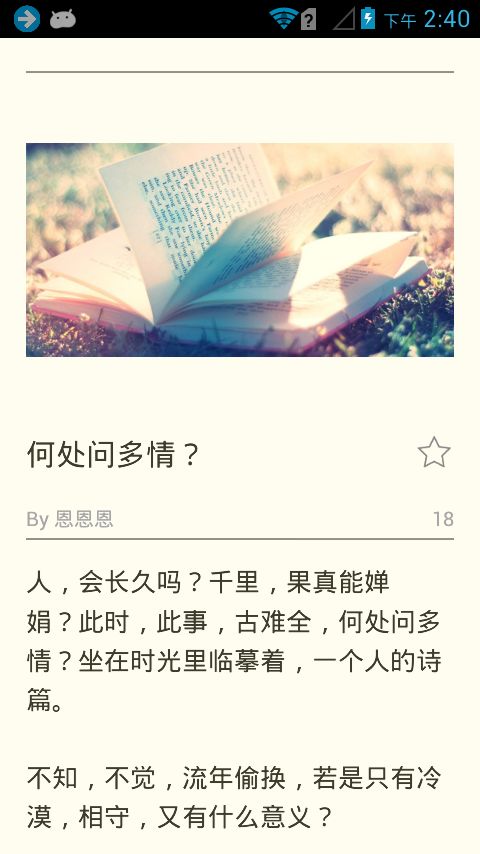 下午 2:40
何处问多情？
By 恩恩恩 18
人，会长久吗？千里，果真能婵
娟？此时，此事，古难全，何处问多
情？坐在时光里临摹着，一个人的诗
篇。
不知，不觉，流年偷换，若是只有冷
漠，相守，又有什么意义？